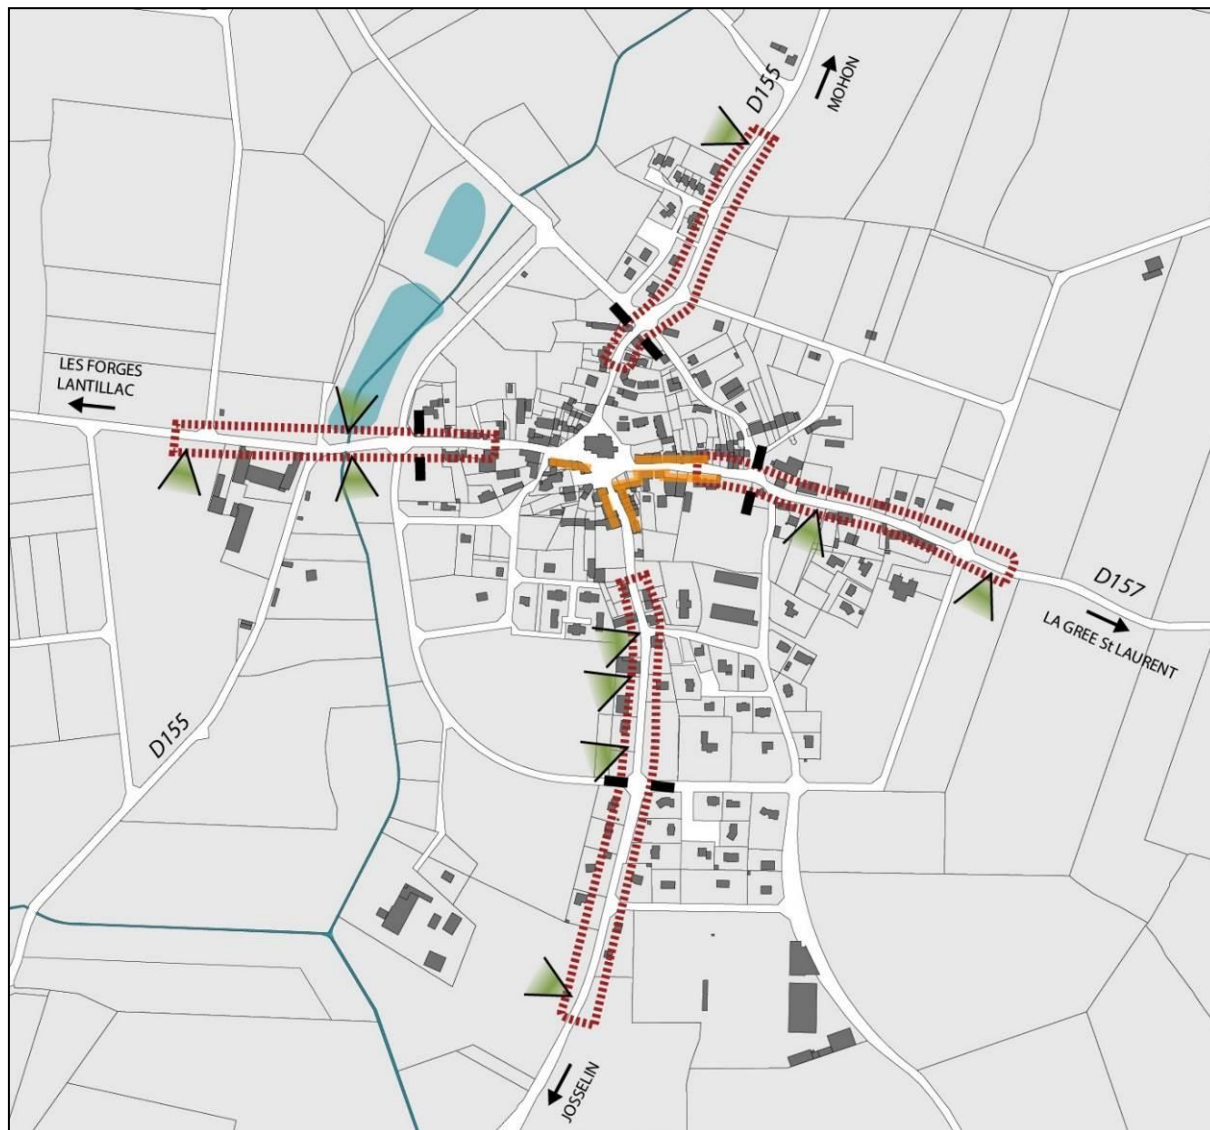 D155
MOHON
LES FORGES
LANTILLAC
D157
LA GREE St LAURENT
D155
JOSSELIN